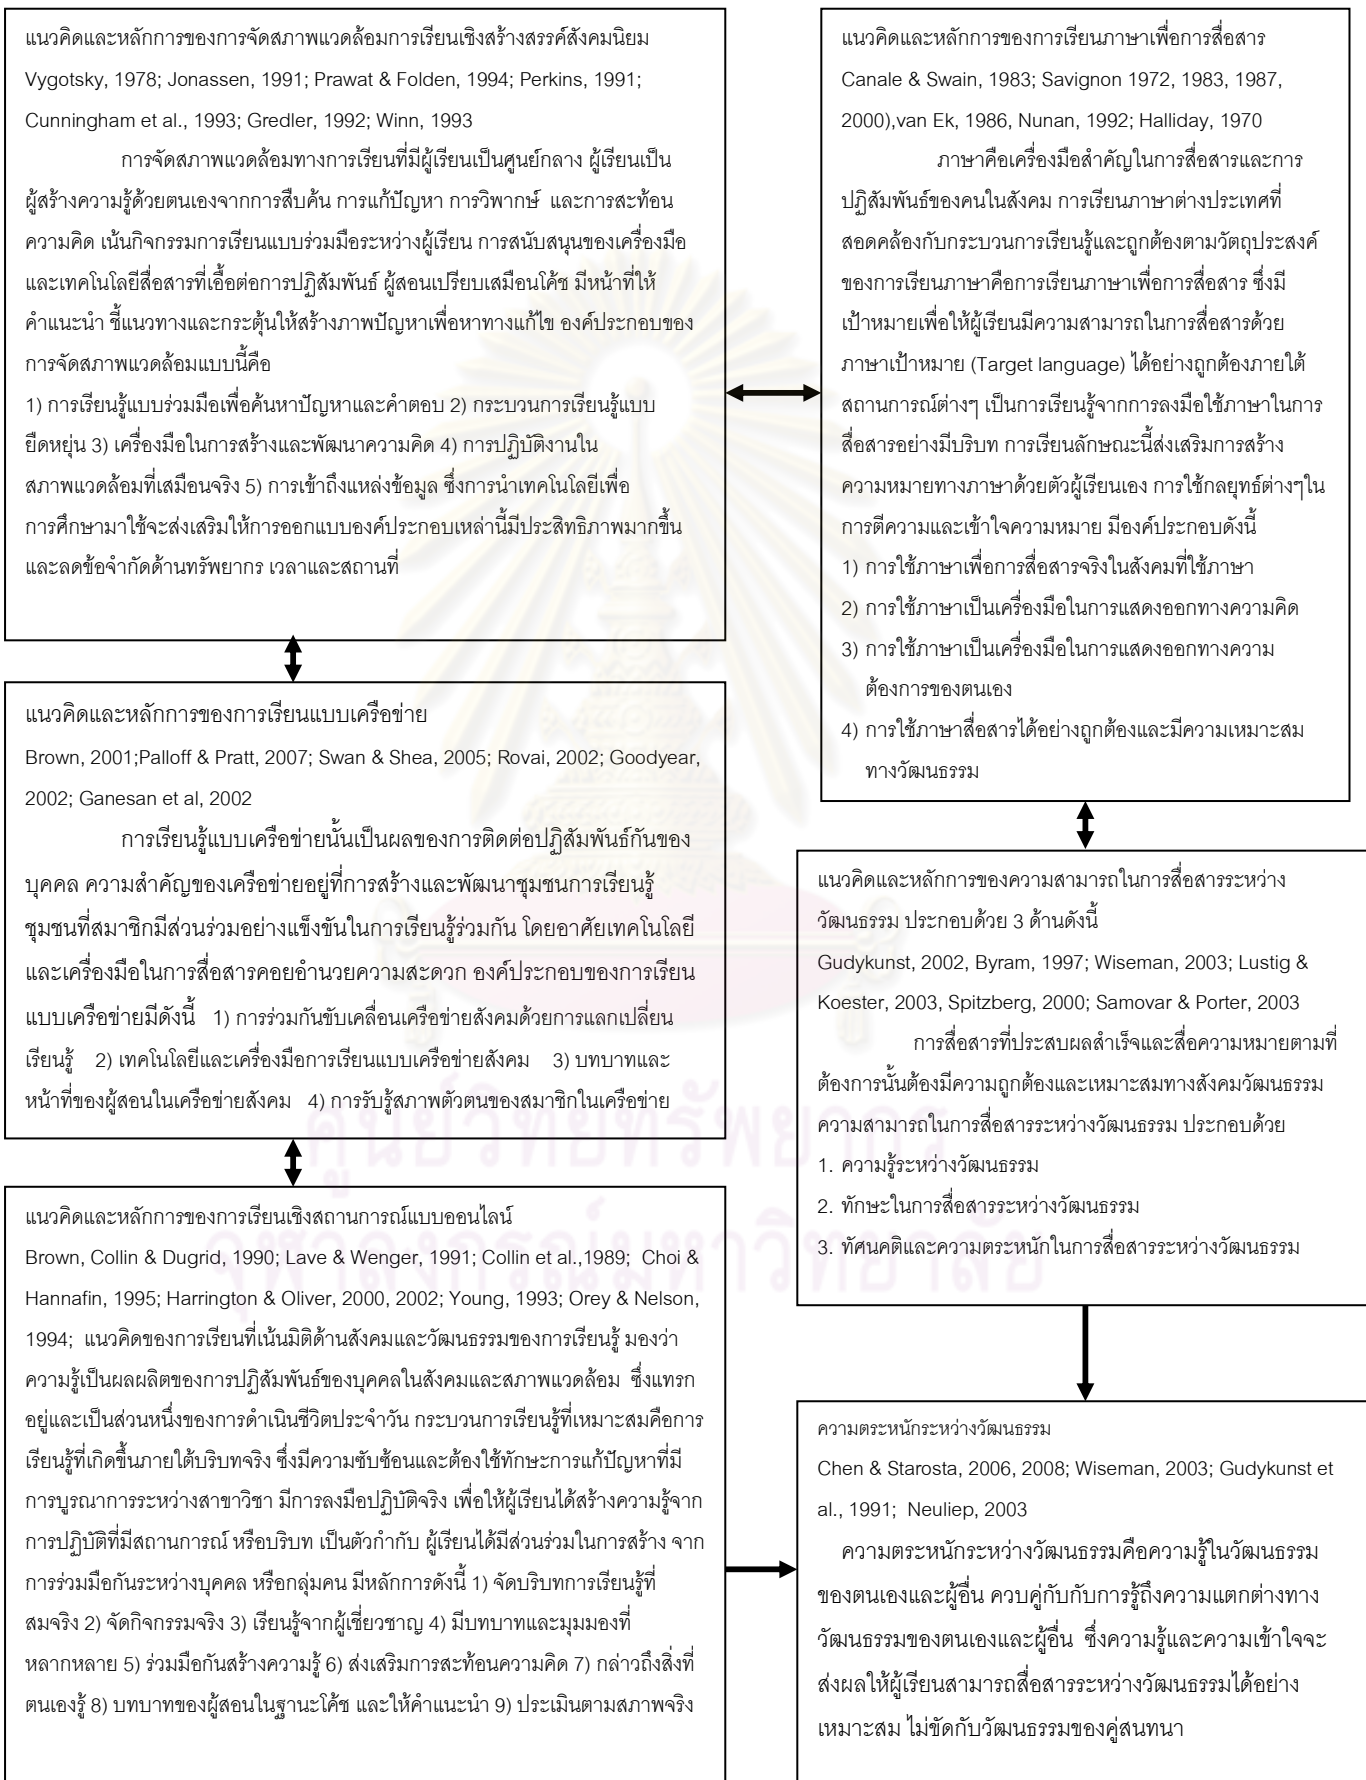 แนวคิดและหลักการของการจัดสภาพแวดล้อมการเรียนเชิงสร้างสรรค์สังคมนิยม
Vygotsky, 1978; Jonassen, 1991; Prawat & Folden, 1994; Perkins, 1991;
Cunningham et al., 1993; Gredler, 1992; Winn, 1993
การจัดสภาพแวดล้อมทางการเรียนที่มีผู้เรียนเป็นศูนย์กลาง ผู้เรียนเป็น
ผู้สร้างความรู้ด้วยตนเองจากการสืบค้น การแก้ปัญหา การวิพากษ์ และการสะท้อน
ความคิด เน้นกิจกรรมการเรียนแบบร่วมมือระหว่างผู้เรียน การสนับสนุนของเครื่องมือ
และเทคโนโลยีสื่อสารที่เอื้อต่อการปฏิสัมพันธ์ ผู้สอนเปรียบเสมือนโค้ช มีหน้าที่ให้
คำแนะนำ ชี้แนวทางและกระตุ้นให้สร้างภาพปัญหาเพื่อหาทางแก้ไข องค์ประกอบของ
การจัดสภาพแวดล้อมแบบนี้คือ
1) การเรียนรู้แบบร่วมมือเพื่อค้นหาปัญหาและคำตอบ 2) กระบวนการเรียนรู้แบบ
ยืดหยุ่น 3) เครื่องมือในการสร้างและพัฒนาความคิด 4) การปฏิบัติงานใน
สภาพแวดล้อมที่เสมือนจริง 5) การเข้าถึงแหล่งข้อมูล ซึ่งการนำเทคโนโลยีเพื่อ
การศึกษามาใช้จะส่งเสริมให้การออกแบบองค์ประกอบเหล่านี้มีประสิทธิภาพมากขึ้น
และลดข้อจำกัดด้านทรัพยากร เวลาและสถานที่
แนวคิดและหลักการของการเรียนแบบเครือข่าย
Brown, 2001;Palloff & Pratt, 2007; Swan & Shea, 2005; Rovai, 2002; Goodyear,
2002; Ganesan et al, 2002
การเรียนรู้แบบเครือข่ายนั้นเป็นผลของการติดต่อปฏิสัมพันธ์กันของ
บุคคล ความสำคัญของเครือข่ายอยู่ที่การสร้างและพัฒนาชุมชนการเรียนรู้
ชุมชนที่สมาชิกมีส่วนร่วมอย่างแข็งขันในการเรียนรู้ร่วมกัน โดยอาศัยเทคโนโลยี
และเครื่องมือในการสื่อสารคอยอำนวยความสะดวก องค์ประกอบของการเรียน
แบบเครือข่ายมีดังนี้ 1) การร่วมกันขับเคลื่อนเครือข่ายสังคมด้วยการแลกเปลี่ยน
เรียนรู้ 2) เทคโนโลยีและเครื่องมือการเรียนแบบเครือข่ายสังคม 3) บทบาทและ
หน้าที่ของผู้สอนในเครือข่ายสังคม 4) การรับรู้สภาพตัวตนของสมาชิกในเครือข่าย
แนวคิดและหลักการของการเรียนเชิงสถานการณ์แบบออนไลน์
Brown, Collin & Dugrid, 1990; Lave & Wenger, 1991; Collin et al.,1989; Choi &
Hannafin, 1995; Harrington & Oliver, 2000, 2002; Young, 1993; Orey & Nelson,
1994; แนวคิดของการเรียนที่เน้นมิติด้านสังคมและวัฒนธรรมของการเรียนรู้ มองว่า
ความรู้เป็นผลผลิตของการปฏิสัมพันธ์ของบุคคลในสังคมและสภาพแวดล้อม ซึ่งแทรก
อยู่และเป็นส่วนหนึ่งของการดำเนินชีวิตประจำวัน กระบวนการเรียนรู้ที่เหมาะสมคือการ
เรียนรู้ที่เกิดขึ้นภายใต้บริบทจริง ซึ่งมีความซับซ้อนและต้องใช้ทักษะการแก้ปัญหาที่มี
การบูรณาการระหว่างสาขาวิชา มีการลงมือปฏิบัติจริง เพื่อให้ผู้เรียนได้สร้างความรู้จาก
การปฏิบัติที่มีสถานการณ์ หรือบริบท เป็นตัวกำกับ ผู้เรียนได้มีส่วนร่วมในการสร้าง จาก
การร่วมมือกันระหว่างบุคคล หรือกลุ่มคน มีหลักการดังนี้ 1) จัดบริบทการเรียนรู้ที่
สมจริง 2) จัดกิจกรรมจริง 3) เรียนรู้จากผู้เชี่ยวชาญ 4) มีบทบาทและมุมมองที่
หลากหลาย 5) ร่วมมือกันสร้างความรู้ 6) ส่งเสริมการสะท้อนความคิด 7) กล่าวถึงสิ่งที่
ตนเองรู้ 8) บทบาทของผู้สอนในฐานะโค้ช และให้คำแนะนำ 9) ประเมินตามสภาพจริง
แนวคิดและหลักการของการเรียนภาษาเพื่อการสื่อสาร
Canale & Swain, 1983; Savignon 1972, 1983, 1987,
2000),van Ek, 1986, Nunan, 1992; Halliday, 1970
ภาษาคือเครื่องมือสำคัญในการสื่อสารและการ
ปฏิสัมพันธ์ของคนในสังคม การเรียนภาษาต่างประเทศที่
สอดคล้องกับกระบวนการเรียนรู้และถูกต้องตามวัตถุประสงค์
ของการเรียนภาษาคือการเรียนภาษาเพื่อการสื่อสาร ซึ่งมี
เป้าหมายเพื่อให้ผู้เรียนมีความสามารถในการสื่อสารด้วย
ภาษาเป้าหมาย (Target language) ได้อย่างถูกต้องภายใต้
สถานการณ์ต่างๆ เป็นการเรียนรู้จากการลงมือใช้ภาษาในการ
สื่อสารอย่างมีบริบท การเรียนลักษณะนี้ส่งเสริมการสร้าง
ความหมายทางภาษาด้วยตัวผู้เรียนเอง การใช้กลยุทธ์ต่างๆใน
การตีความและเข้าใจความหมาย มีองค์ประกอบดังนี้
1) การใช้ภาษาเพื่อการสื่อสารจริงในสังคมที่ใช้ภาษา
2) การใช้ภาษาเป็นเครื่องมือในการแสดงออกทางความคิด
3) การใช้ภาษาเป็นเครื่องมือในการแสดงออกทางความ
ต้องการของตนเอง
4) การใช้ภาษาสื่อสารได้อย่างถูกต้องและมีความเหมาะสม
ทางวัฒนธรรม
แนวคิดและหลักการของความสามารถในการสื่อสารระหว่าง
วัฒนธรรม ประกอบด้วย 3 ด้านดังนี้
Gudykunst, 2002, Byram, 1997; Wiseman, 2003; Lustig &
Koester, 2003, Spitzberg, 2000; Samovar & Porter, 2003
การสื่อสารที่ประสบผลสำเร็จและสื่อความหมายตามที่
ต้องการนั้นต้องมีความถูกต้องและเหมาะสมทางสังคมวัฒนธรรม
ความสามารถในการสื่อสารระหว่างวัฒนธรรม ประกอบด้วย
1. ความรู้ระหว่างวัฒนธรรม
2. ทักษะในการสื่อสารระหว่างวัฒนธรรม
3. ทัศนคติและความตระหนักในการสื่อสารระหว่างวัฒนธรรม
ความตระหนักระหว่างวัฒนธรรม
Chen & Starosta, 2006, 2008; Wiseman, 2003; Gudykunst et
al., 1991; Neuliep, 2003
ความตระหนักระหว่างวัฒนธรรมคือความรู้ในวัฒนธรรม
ของตนเองและผู้อื่น ควบคู่กับกับการรู้ถึงความแตกต่างทาง
วัฒนธรรมของตนเองและผู้อื่น ซึ่งความรู้และความเข้าใจจะ
ส่งผลให้ผู้เรียนสามารถสื่อสารระหว่างวัฒนธรรมได้อย่าง
เหมาะสม ไม่ขัดกับวัฒนธรรมของคู่สนทนา
ศูนย์วิทยทรัพยากร
จุฬาลงกรณ์มหาวิทยาลัย